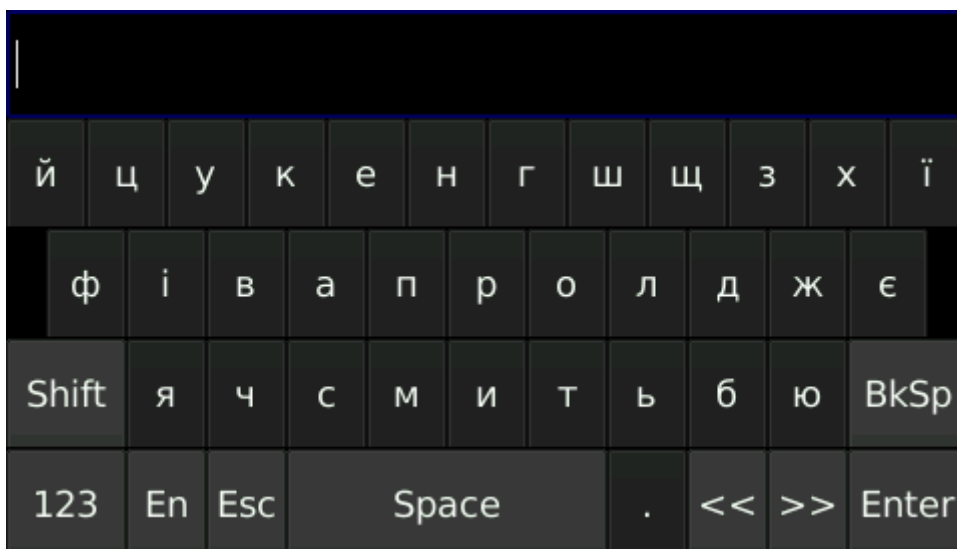 й ц у к е н г ш щ з х ї
ф і в а п р о л д ж є
Shift я ч с м и т ь б ю BkSp
123 En Esc Space . << >> Enter